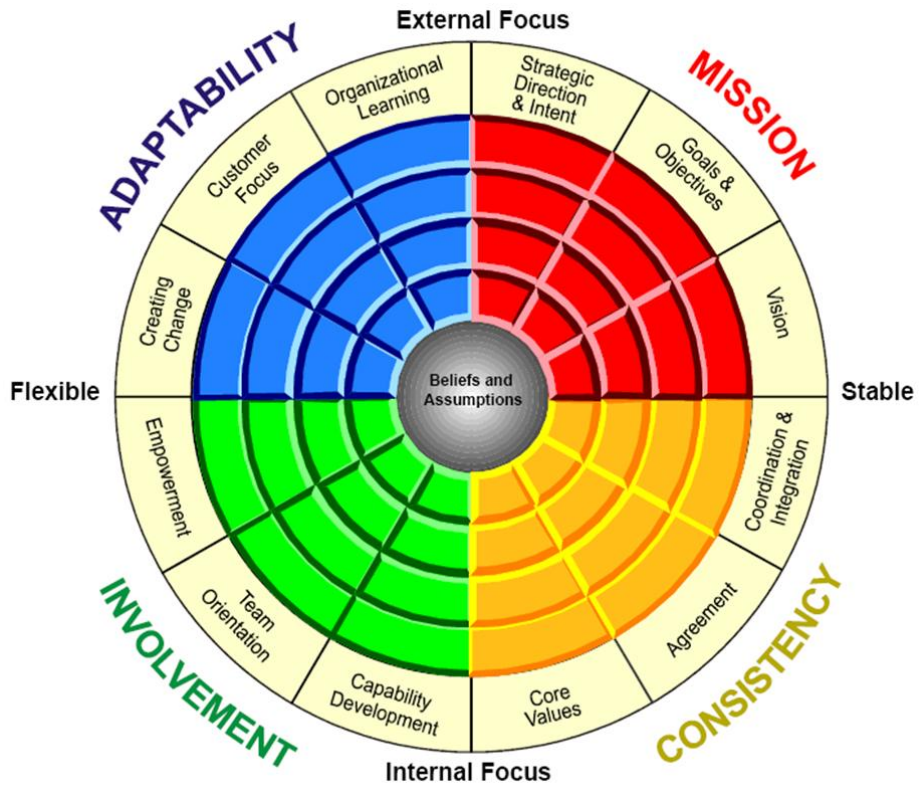 External Focus
ADAPTABILITY
MISSION
Organizational
Learning
Strategic
Direction
& Intent
Customer
Focus
Goals &
Objectives
Creating
Change
Vision
Flexible
Beliefs and
Assumptions
Stable
Empowerment
Coordination &
Integration
Team
Orientation
Agreement
Capability
Development
Core
Values
INVOLVEMENT
CONSISTENCY
Internal Focus